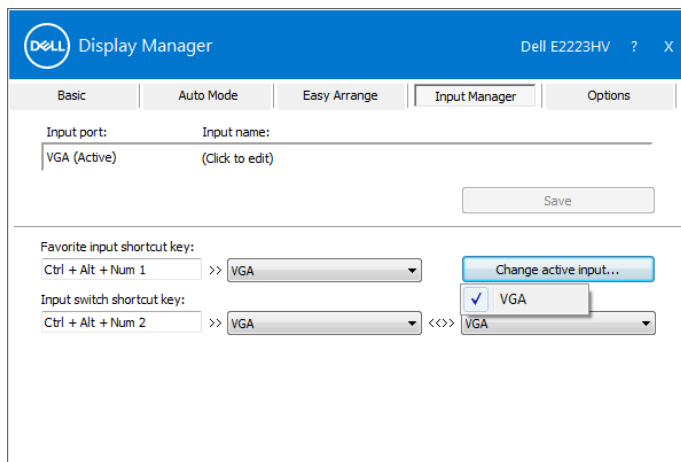 DELL Display Manager Dell E2223HV ? X
Basic Auto Mode Easy Arrange Input Manager Options
Input port: Input name:
VGA (Active) (Click to edit)
Save
Favorite input shortcut key:
Ctrl + Alt + Num 1 >> VGA Change active input...
VGA
Input switch shortcut key:
Ctrl + Alt + Num 2 >> VGA <<>> VGA